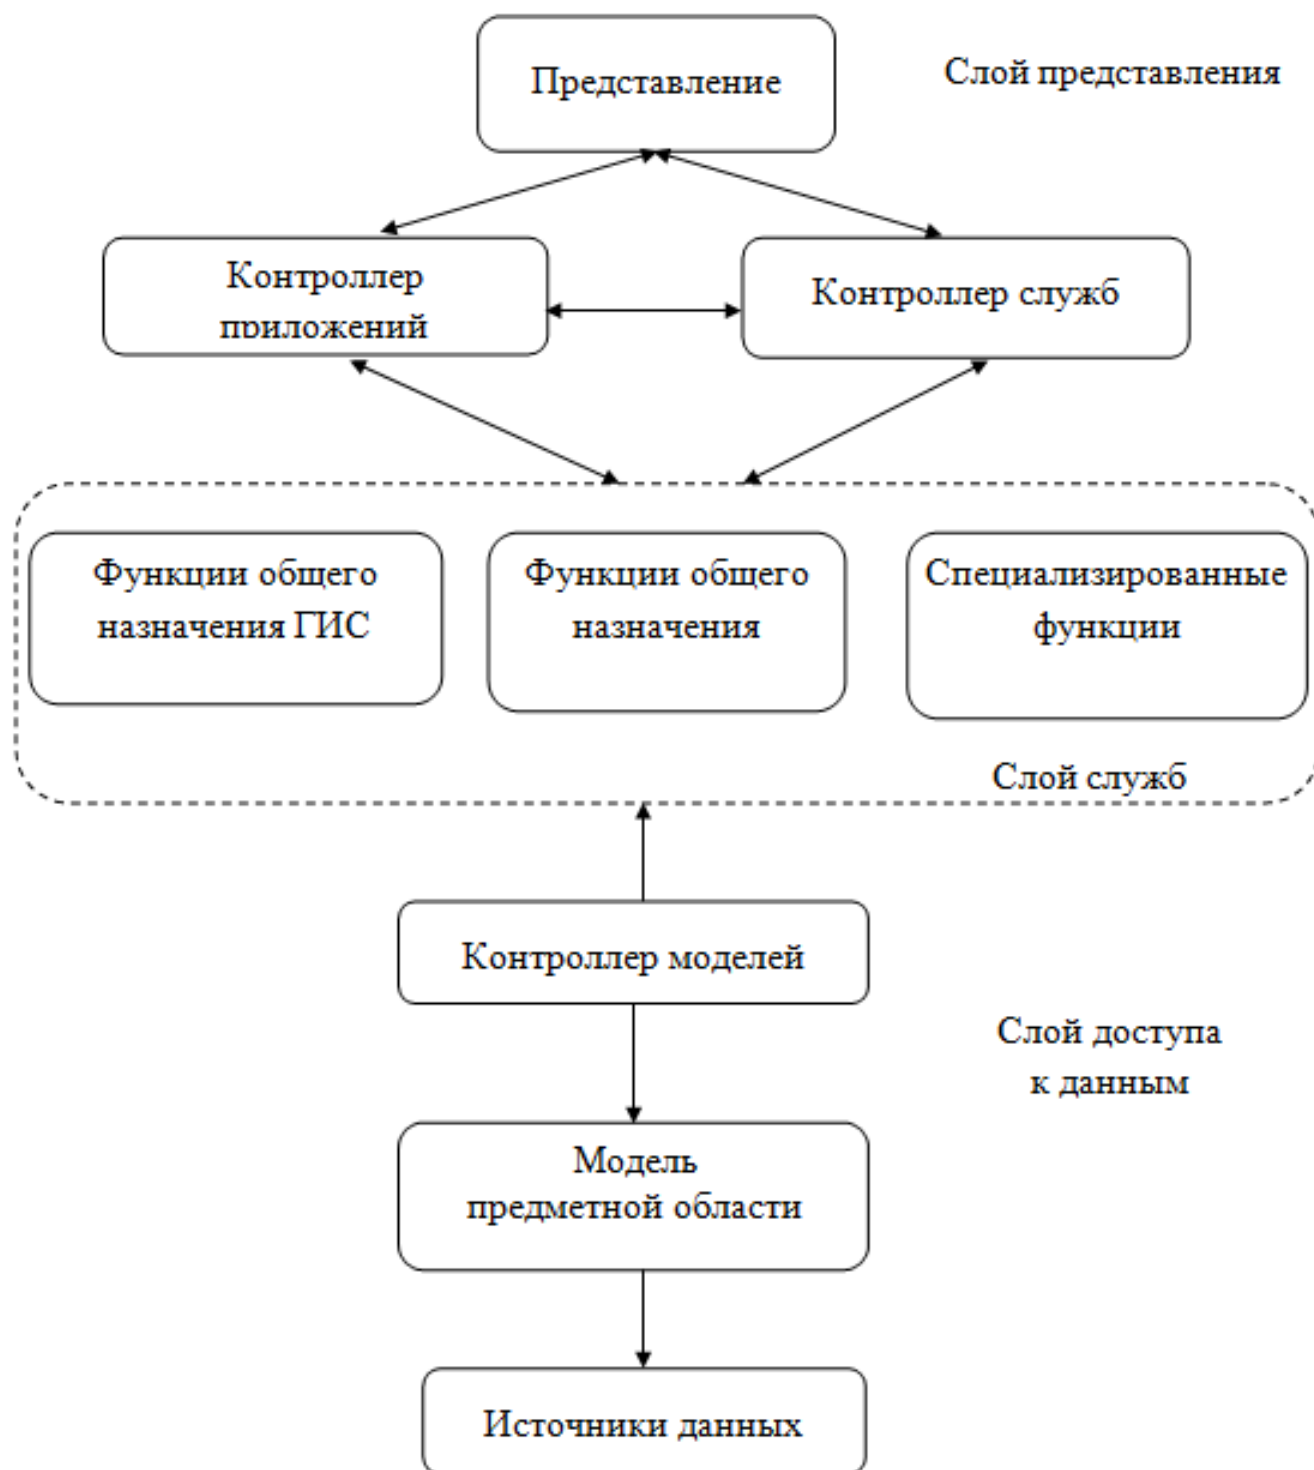 Представление
Слой представления
Контроллер
приложений
Контроллер служб
Функции общего
назначения ГИС
Функции общего
назначения
Специализированные
функции
Слой служб
Контроллер моделей
Слой доступа
к данным
Модель
предметной области
Источники данных